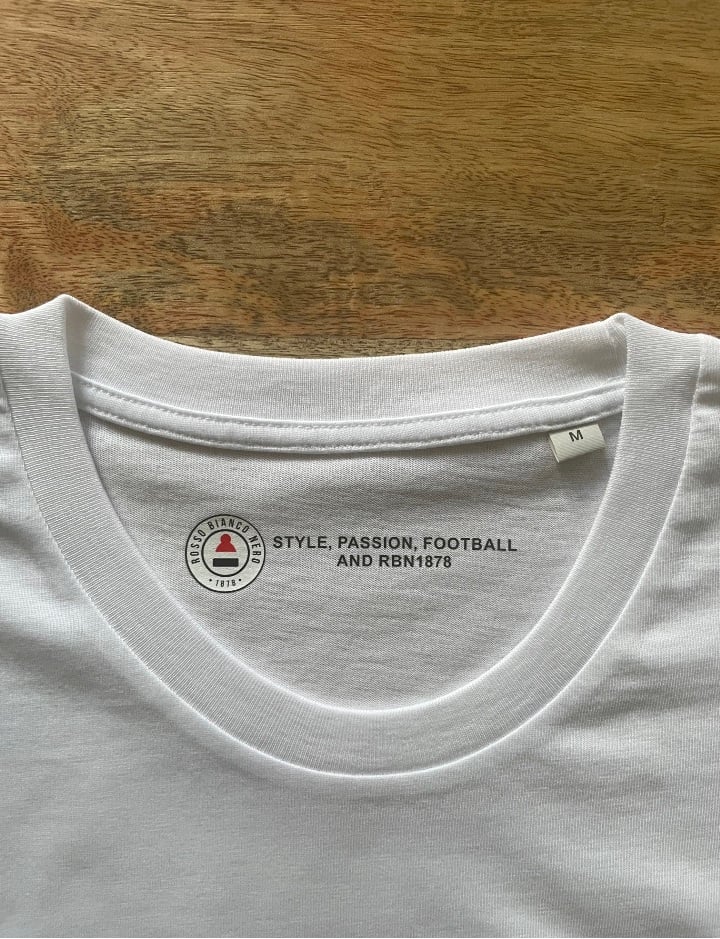 M
ROSSO BIANCO NERO
• 1878 •
STYLE, PASSION, FOOTBALL
AND RBN1878